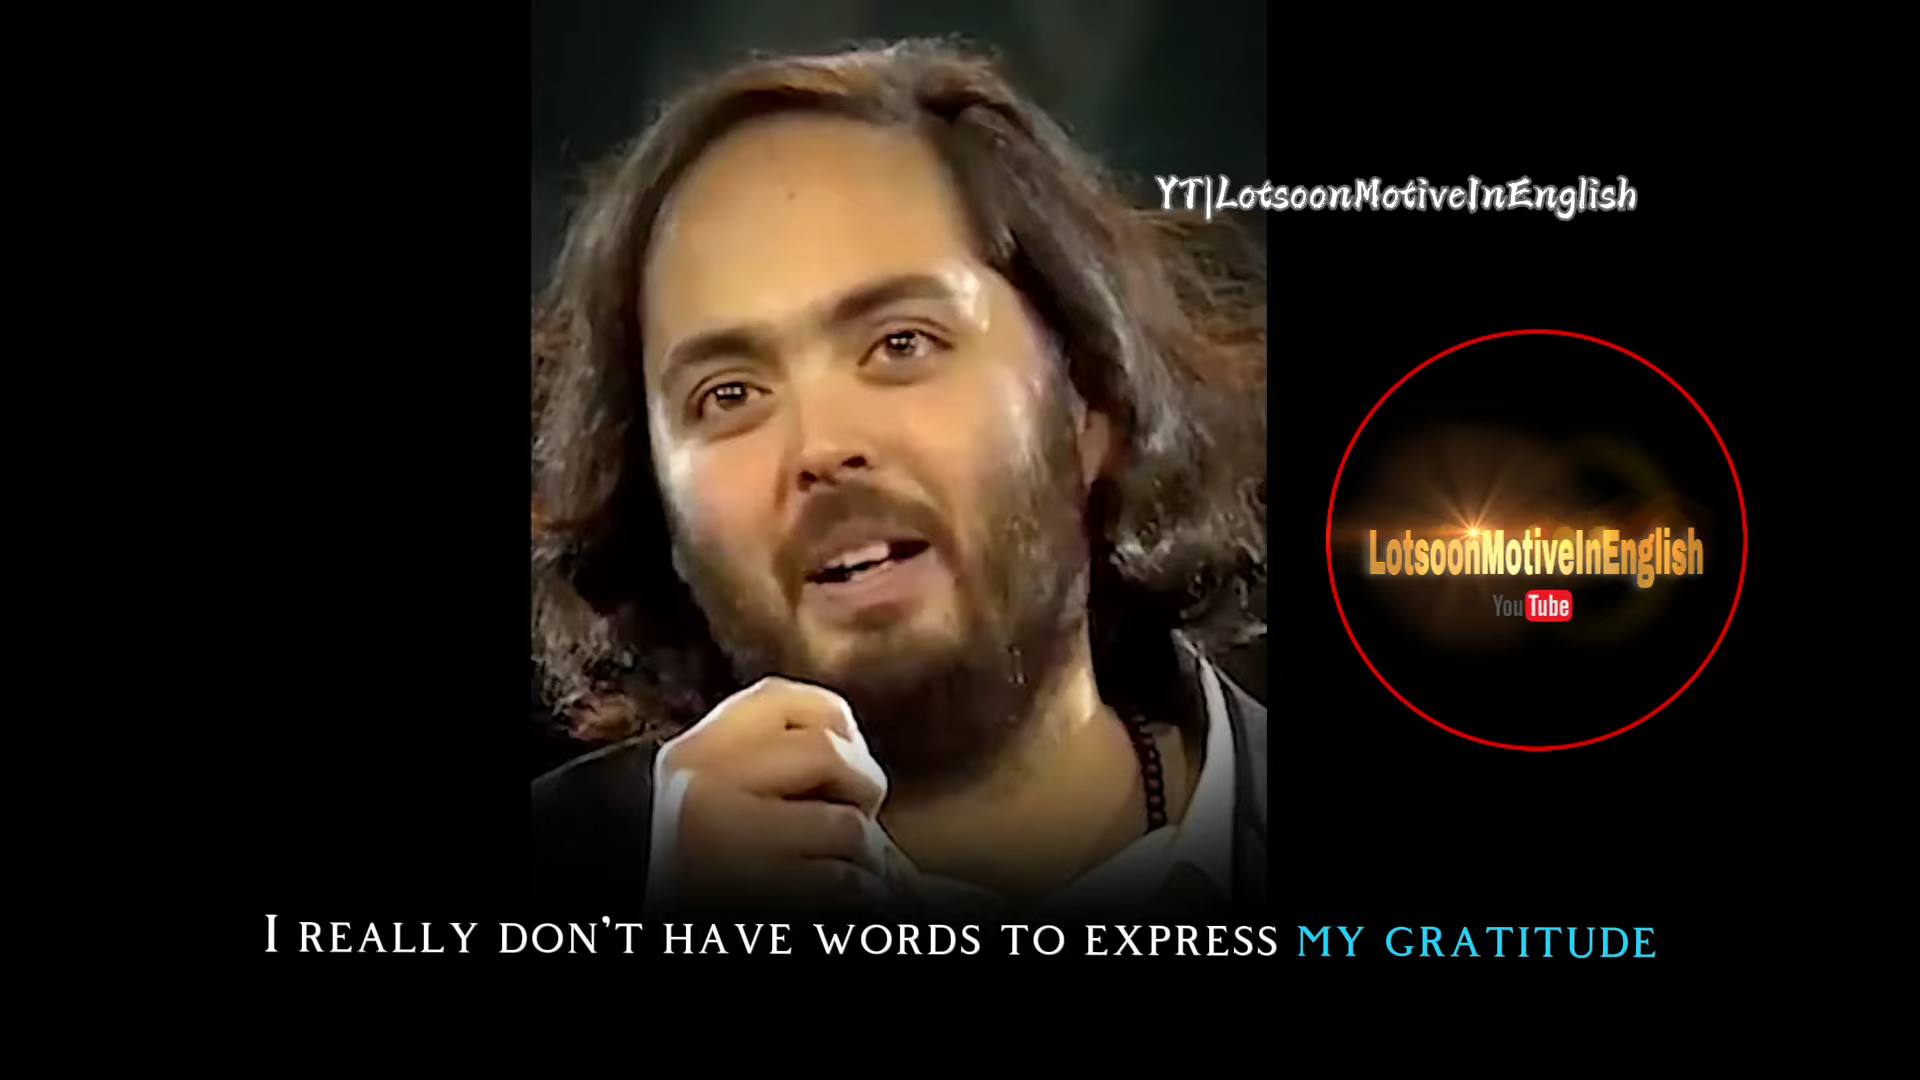 YT|LotsoonMotiveInEnglish
LotsoonMotiveInEnglish
YouTube
I REALLY DON'T HAVE WORDS TO EXPRESS MY GRATITUDE